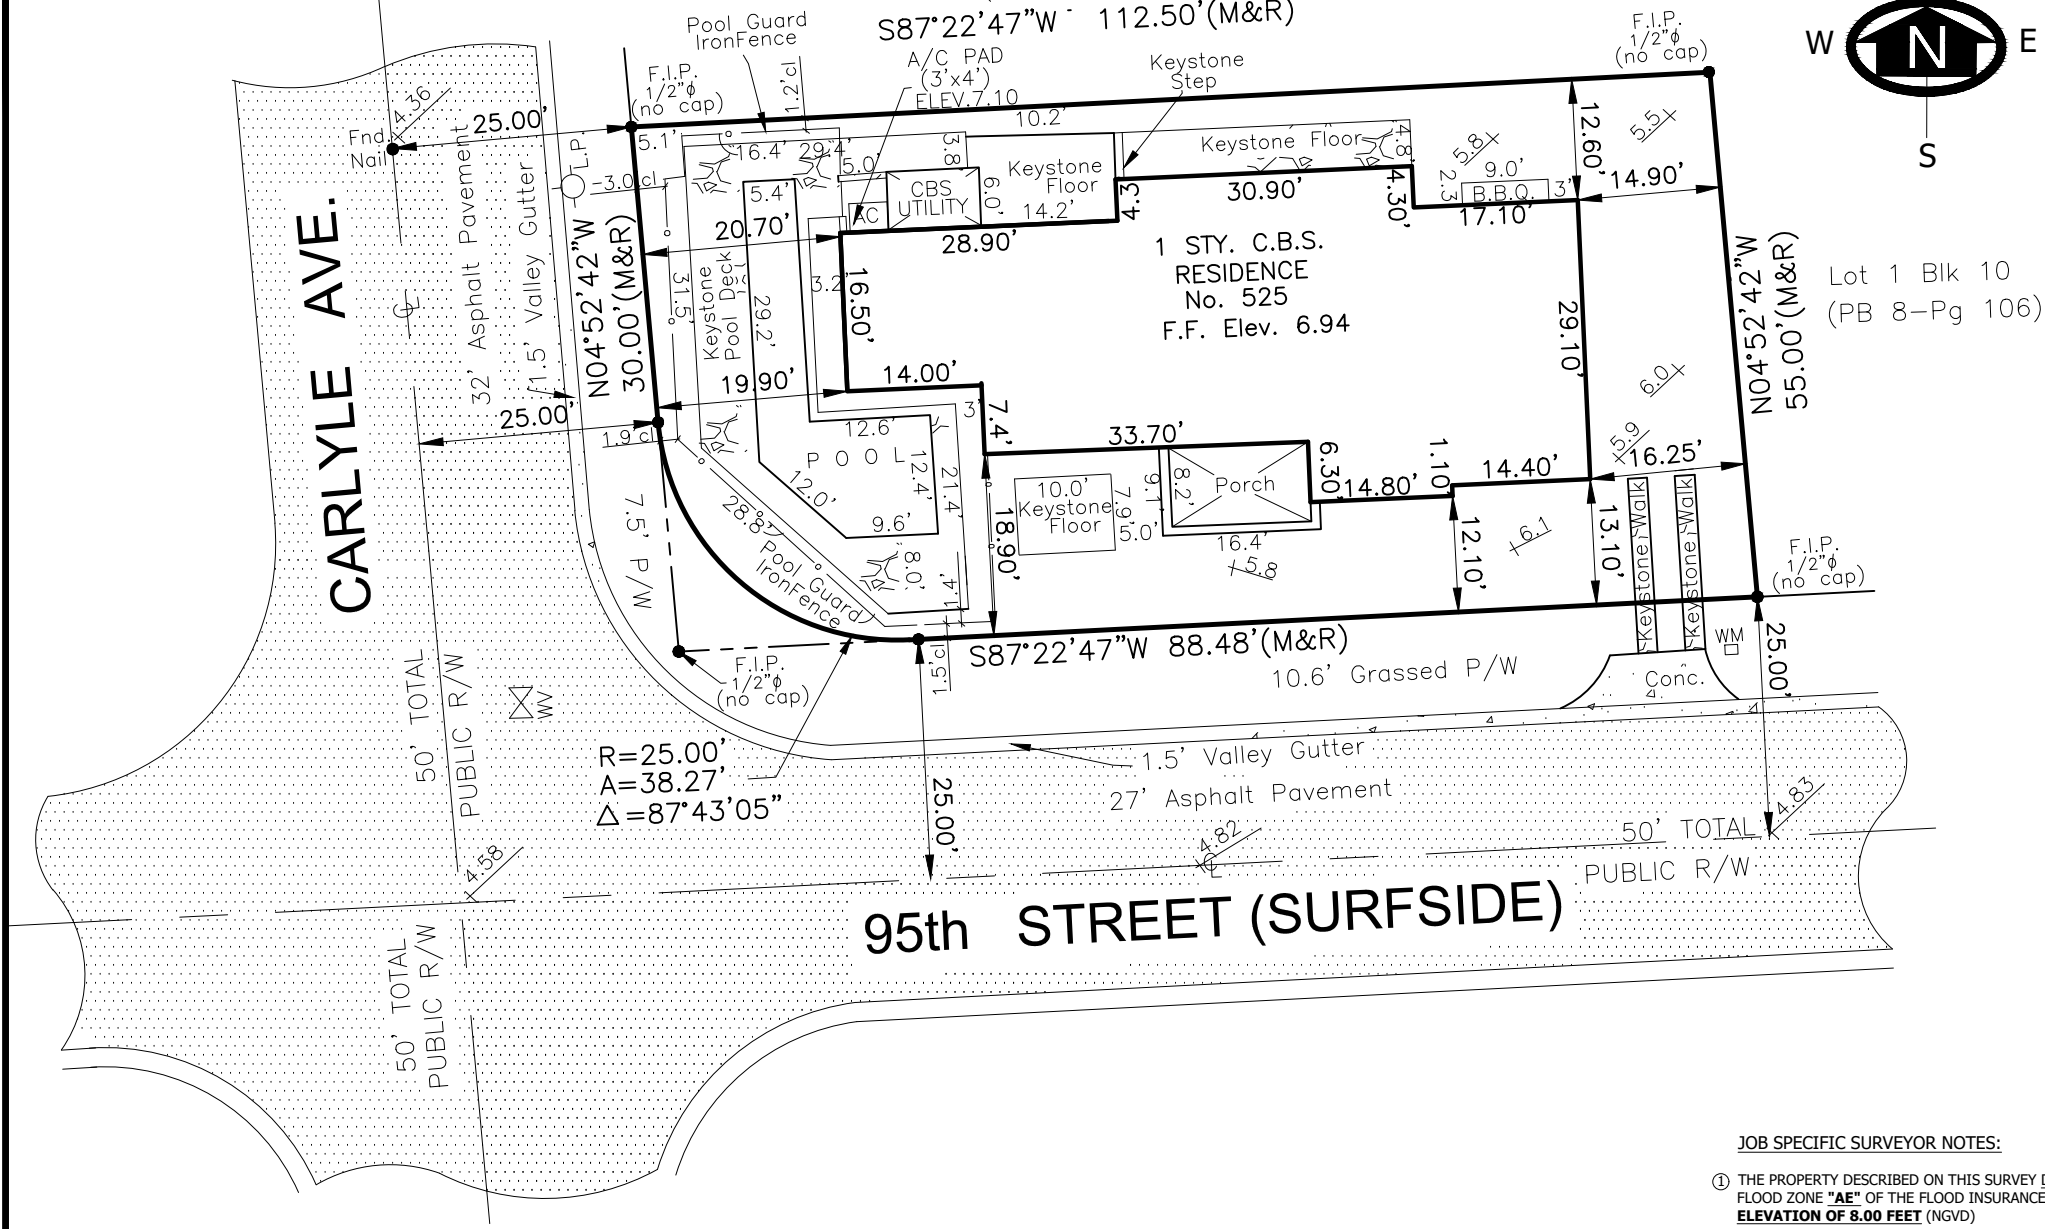 S87°22'47"W - 112.50'(M&R)
Pool Guard
IronFence
A/C PAD
(3'x4')
ELEV.7.10
Keystone
Step
F.I.P.
1/2"ϕ
(no cap)
F.I.P.
1/2"ϕ
(no cap)
W
N
E
S
1.2'cl
4.36
25.00'
Fnd.
Nail
5.1'
16.4'
29.4'
5.0'
3.8'
10.2'
Keystone Floor
4.8'
5.8
12.60'
5.5
L.P.
3.0'cl
5.4'
AC
CBS
UTILITY
6.0'
Keystone
Floor
14.2'
4.3
30.90'
4.30'
2.3
9.0'
B.B.Q.
3'
17.10'
14.90'
CARLYLE AVE.
℄
32' Asphalt Pavement
1.5' Valley Gutter
N04°52'42"W
30.00'(M&R)
20.70'
28.90'
1 STY. C.B.S.
RESIDENCE
No. 525
F.F. Elev. 6.94
31.5'
Keystone
Pool Deck
29.2'
3.2'
16.50'
29.10'
N04°52'42"W
55.00'(M&R)
Lot 1 Blk 10
(PB 8-Pg 106)
19.90'
14.00'
25.00'
1.9'cl
3'
7.4'
12.6'
POOL
12.4'
21.4'
12.0'
9.6'
33.70'
6.0
5.9
16.25'
6.30'
14.80'
1.10'
14.40'
10.0'
Keystone
Floor
7.9'
5.0'
9.1'
8.2'
Porch
16.4'
5.8
6.1
12.10'
13.10'
Keystone Walk
Keystone Walk
7.5' P/W
28.8'
Pool Guard
IronFence
8.0'
1.4'
18.90'
F.I.P.
1/2"ϕ
(no cap)
F.I.P.
1/2"ϕ
(no cap)
1.5'cl
S87°22'47"W 88.48'(M&R)
10.6' Grassed P/W
WM
Conc.
25.00'
50' TOTAL
PUBLIC R/W
WV
R=25.00'
A=38.27'
Δ=87°43'05"
25.00'
1.5' Valley Gutter
27' Asphalt Pavement
4.82
℄
4.83
50' TOTAL
PUBLIC R/W
4.58
95th STREET (SURFSIDE)
50' TOTAL
PUBLIC R/W
50' TOTAL
PUBLIC R/W
JOB SPECIFIC SURVEYOR NOTES:
① THE PROPERTY DESCRIBED ON THIS SURVEY
FLOOD ZONE "AE" OF THE FLOOD INSURANCE
ELEVATION OF 8.00 FEET (NGVD)